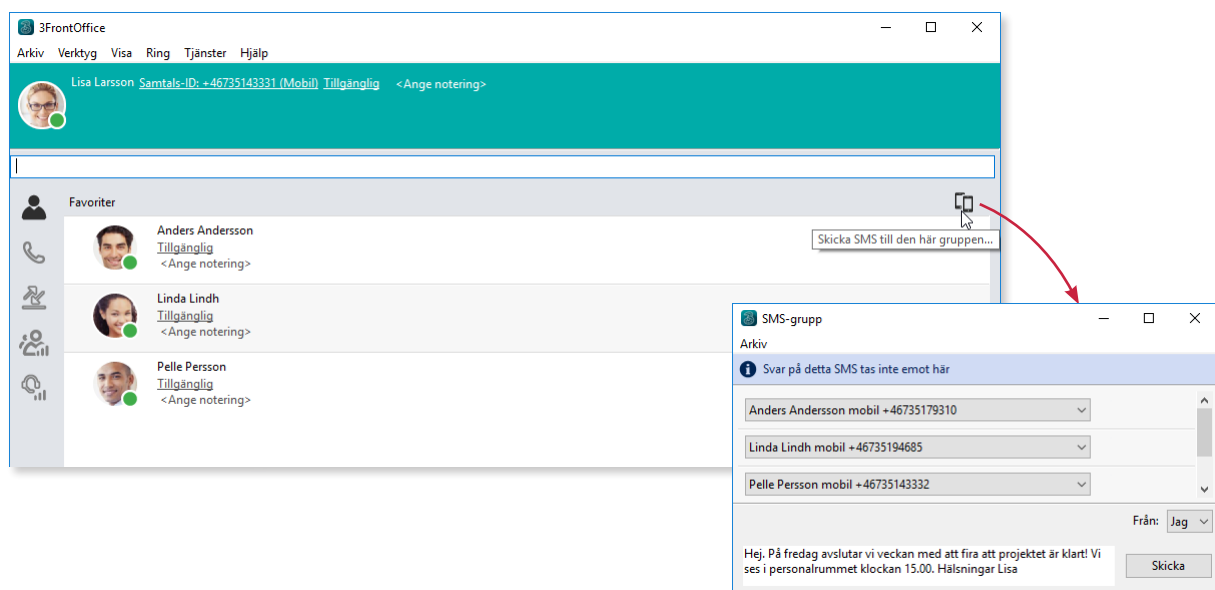 3FrontOffice
Arkiv Verktyg Visa Ring Tjänster Hjälp
Lisa Larsson Samtals-ID: +46735143331 (Mobil) Tillgänglig <Ange notering>
Favoriter
Anders Andersson
Tillgänglig
<Ange notering>
Skicka SMS till den här gruppen...
Linda Lindh
Tillgänglig
<Ange notering>
Pelle Persson
Tillgänglig
<Ange notering>
SMS-grupp
Arkiv
Svar på detta SMS tas inte emot här
Anders Andersson mobil +46735179310
Linda Lindh mobil +46735194685
Pelle Persson mobil +46735143332
Från: Jag
Hej. På fredag avslutar vi veckan med att fira att projektet är klart! Vi
ses i personalrummet klockan 15.00. Hälsningar Lisa
Skicka